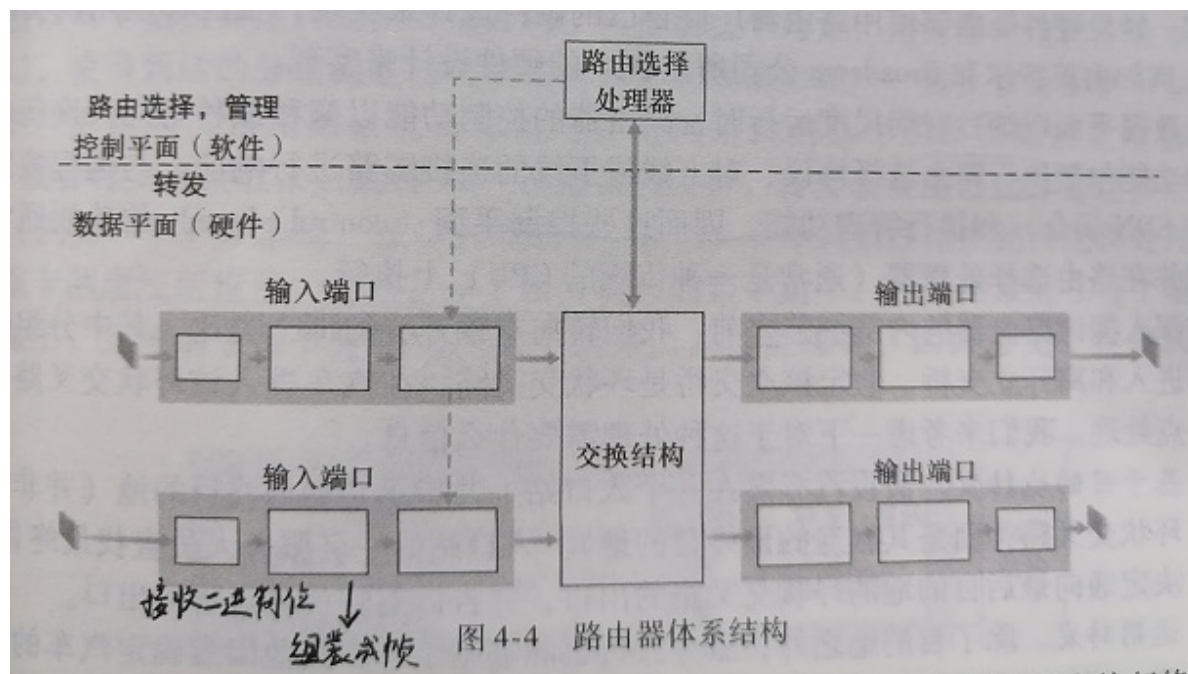 路由选择
处理器
路由选择，管理
控制平面（软件）
转发
数据平面（硬件）
输入端口
输出端口
交换结构
输入端口
输出端口
接收二进制位
组装成帧
图 4-4 路由器体系结构